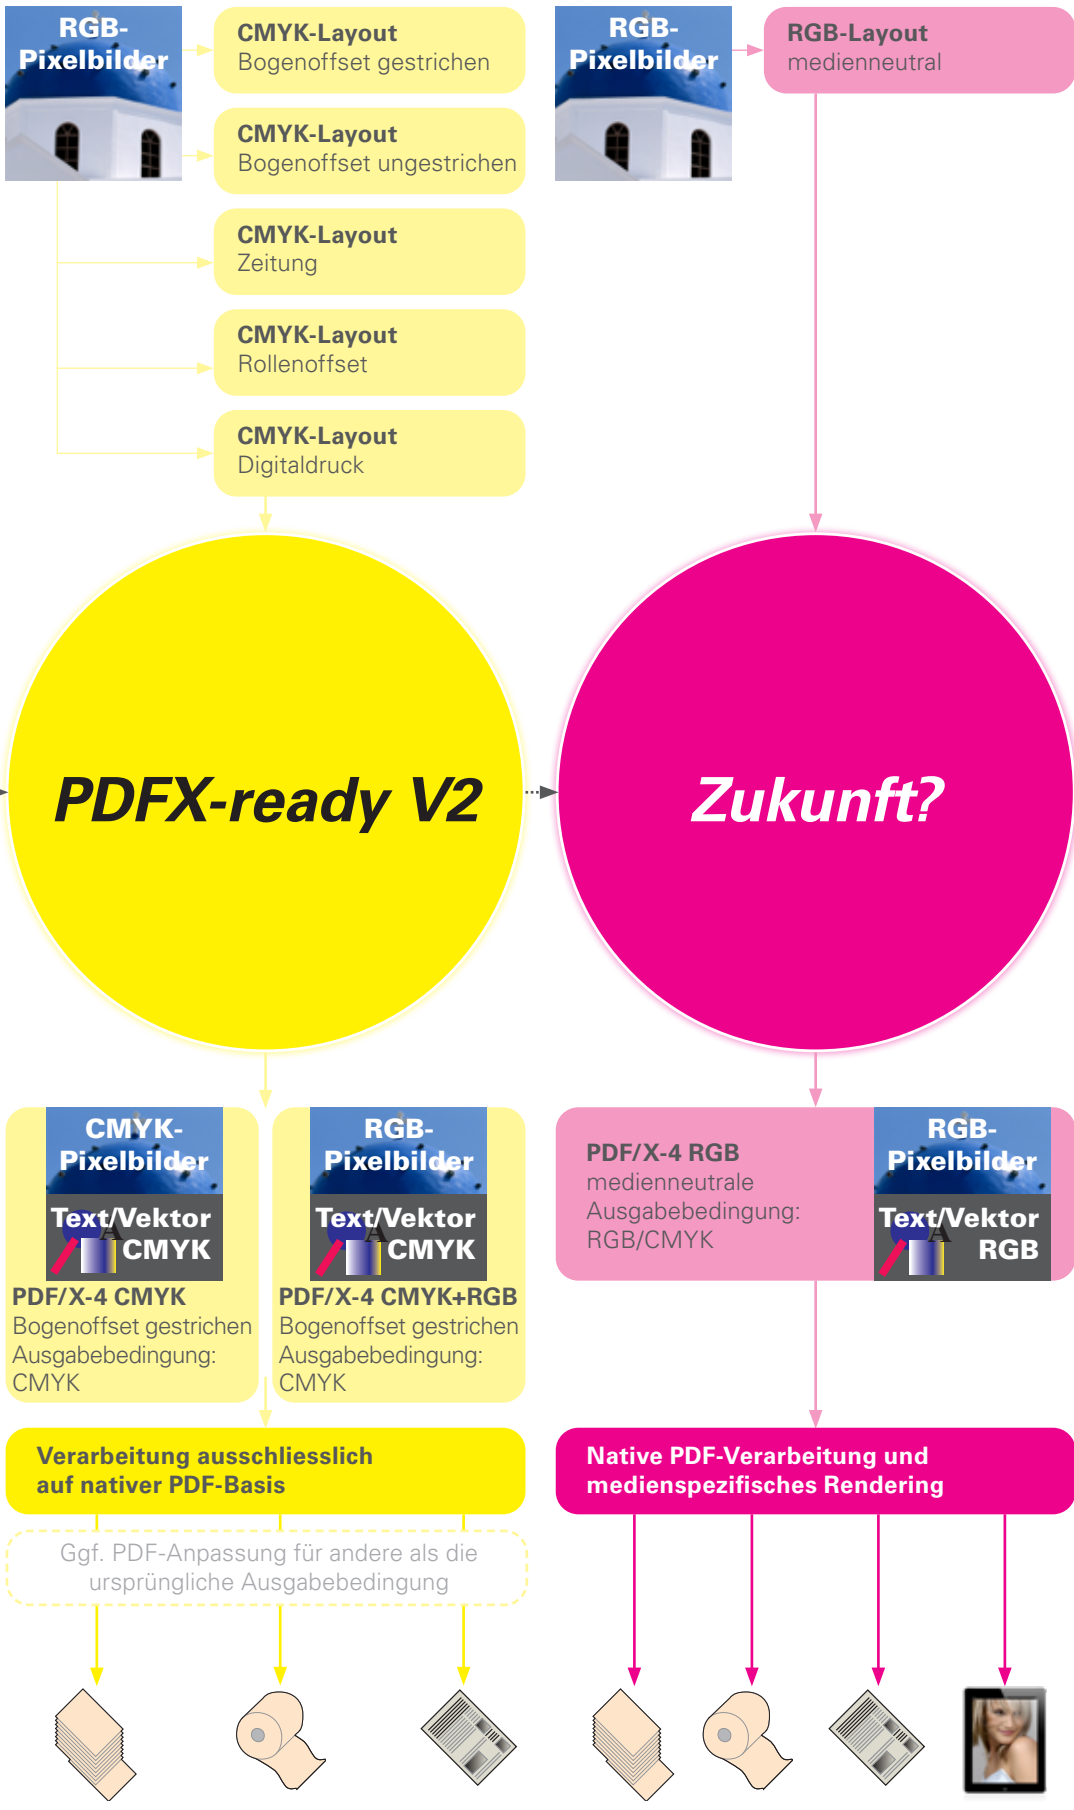 RGB-
Pixelbilder
CMYK-Layout
Bogenoffset gestrichen
CMYK-Layout
Bogenoffset ungestrichen
CMYK-Layout
Zeitung
CMYK-Layout
Rollenoffset
CMYK-Layout
Digitaldruck
PDFX-ready V2
CMYK-
Pixelbilder
Text/Vektor
CMYK
PDF/X-4 CMYK
Bogenoffset gestrichen
Ausgabebedingung:
CMYK
RGB-
Pixelbilder
Text/Vektor
CMYK
PDF/X-4 CMYK+RGB
Bogenoffset gestrichen
Ausgabebedingung:
CMYK
Verarbeitung ausschliesslich
auf nativer PDF-Basis
Ggf. PDF-Anpassung für andere als die
ursprüngliche Ausgabebedingung
RGB-
Pixelbilder
RGB-Layout
medienneutral
Zukunft?
PDF/X-4 RGB
medienneutrale
Ausgabebedingung:
RGB/CMYK
RGB-
Pixelbilder
Text/Vektor
RGB
Native PDF-Verarbeitung und
medienspezifisches Rendering